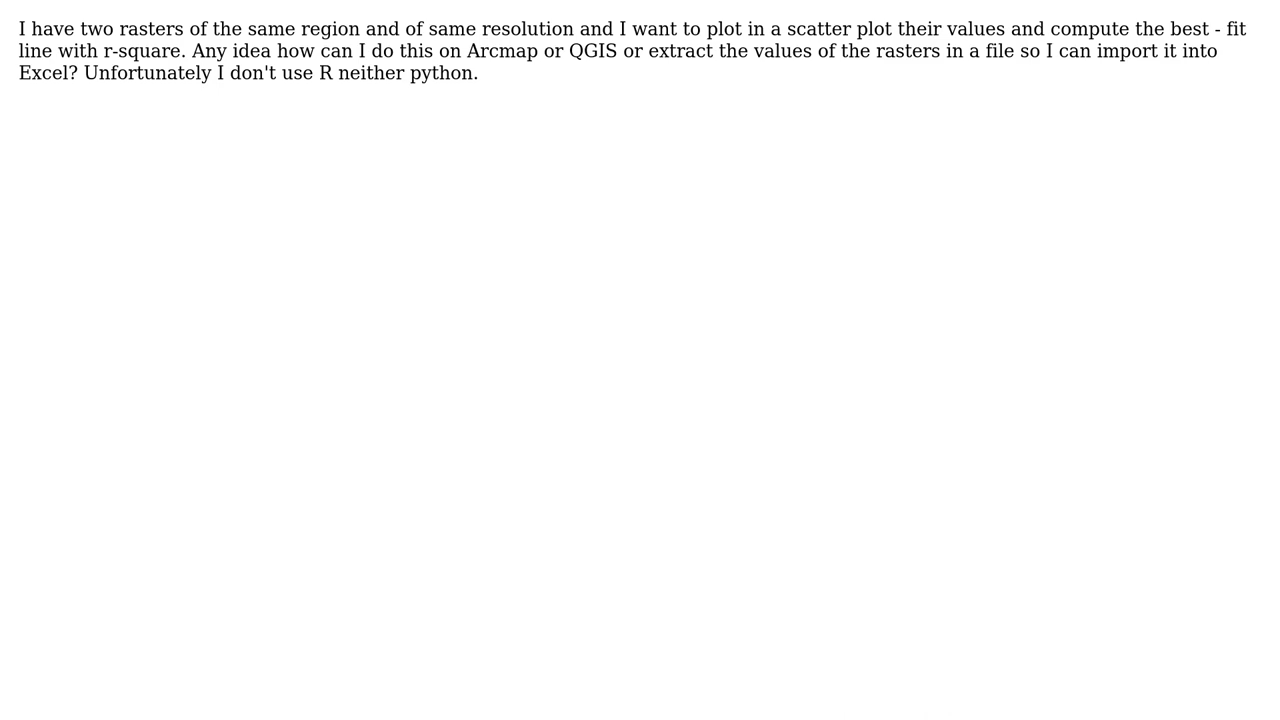 I have two rasters of the same region and of same resolution and I want to plot in a scatter plot their values and compute the best - fit
line with r-square. Any idea how can I do this on Arcmap or QGIS or extract the values of the rasters in a file so I can import it into
Excel? Unfortunately I don't use R neither python.